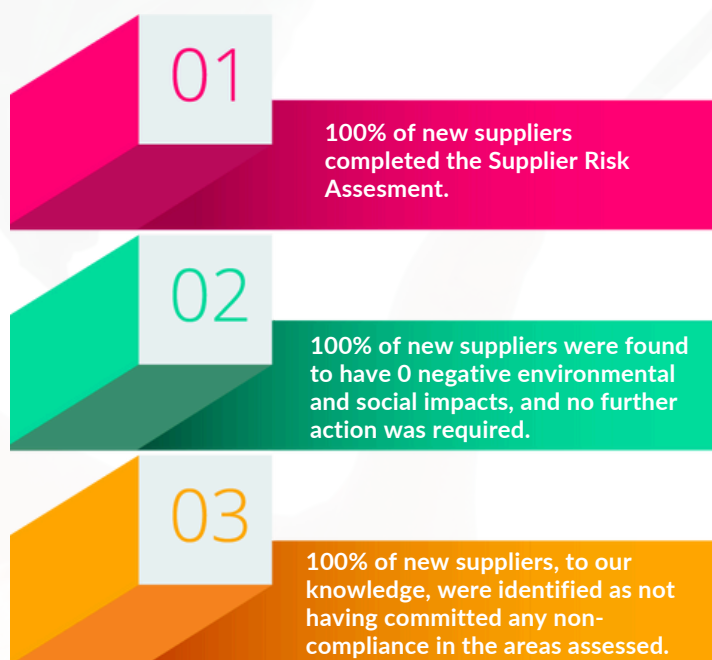 01
100% of new suppliers
completed the Supplier Risk
Assesment.
02
100% of new suppliers were found
to have 0 negative environmental
and social impacts, and no further
action was required.
03
100% of new suppliers, to our
knowledge, were identified as not
having committed any non-
compliance in the areas assessed.